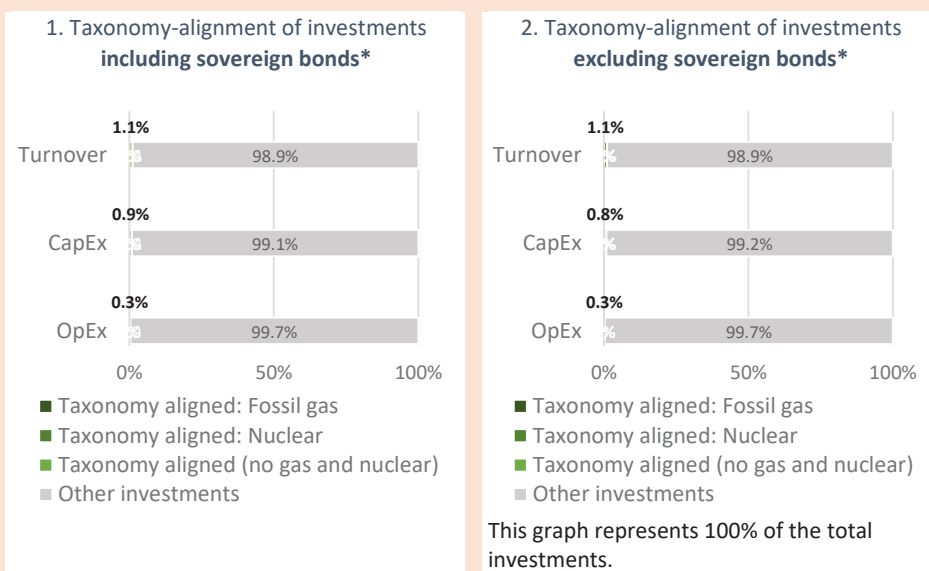 1. Taxonomy-alignment of investments
including sovereign bonds*
1.1%
Turnover
98.9%
0.9%
CapEx
99.1%
0.3%
OpEx
99.7%
0% 50% 100%
Taxonomy aligned: Fossil gas
Taxonomy aligned: Nuclear
Taxonomy aligned (no gas and nuclear)
Other investments
2. Taxonomy-alignment of investments
excluding sovereign bonds*
1.1%
Turnover
98.9%
0.8%
CapEx
99.2%
0.3%
OpEx
99.7%
0% 50% 100%
Taxonomy aligned: Fossil gas
Taxonomy aligned: Nuclear
Taxonomy aligned (no gas and nuclear)
Other investments
This graph represents 100% of the total
investments.